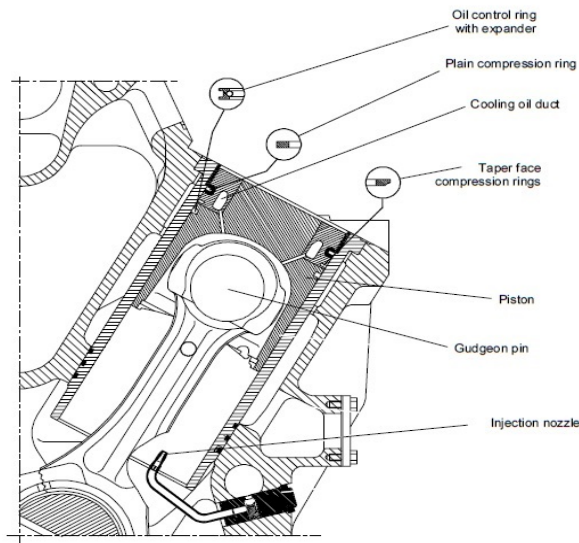 Oil control ring
with expander
Plain compression ring
Cooling oil duct
Taper face
compression rings
Piston
Gudgeon pin
Injection nozzle